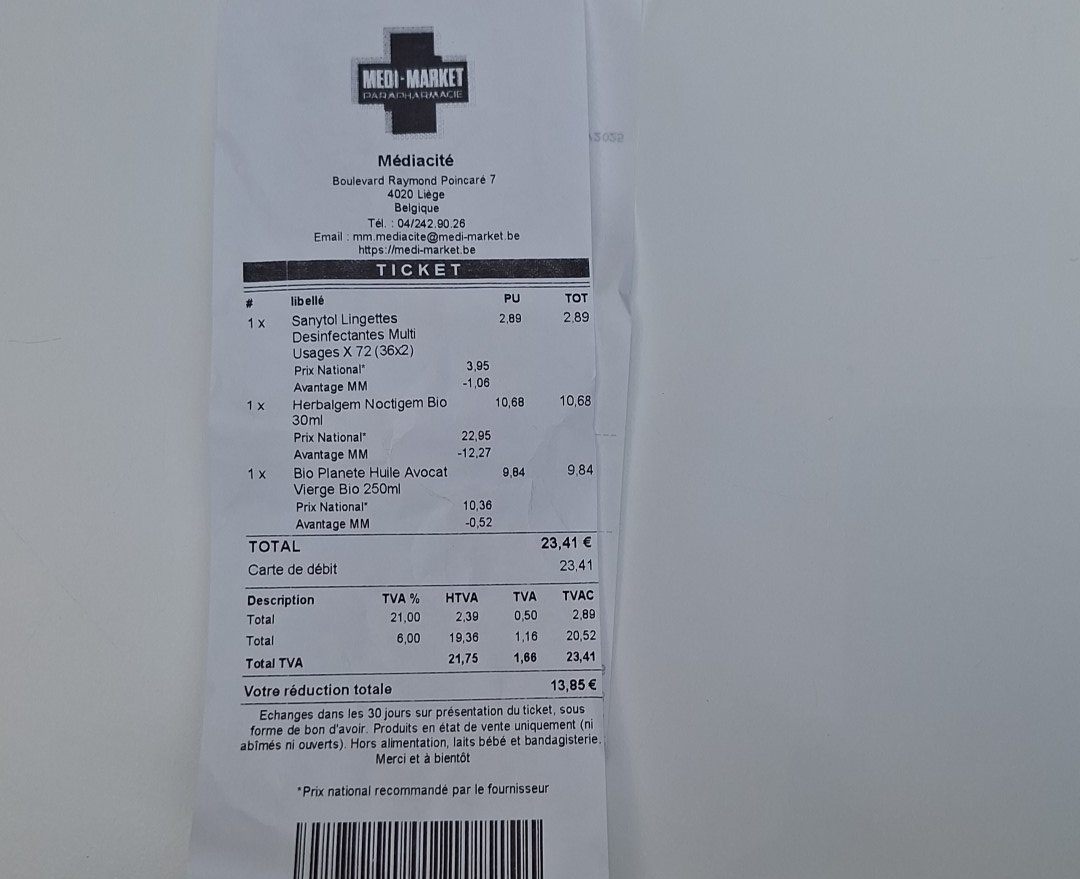 MEDI-MARKET
PARAPHARMACIE
Médiacité
Boulevard Raymond Poincaré 7
4020 Liège
Belgique
Tél. : 04/242.90.26
Email : mm.mediacite@medi-market.be
https://medi-market.be
TICKET
# libellé PU TOT
1 x Sanytol Lingettes 2,89 2,89
Desinfectantes Multi
Usages X 72 (36x2)
Prix National* 3,95
Avantage MM -1,06
1 x Herbalgem Noctigem Bio 10,68 10,68
30ml
Prix National* 22,95
Avantage MM -12,27
1 x Bio Planete Huile Avocat 9,84 9,84
Vierge Bio 250ml
Prix National* 10,36
Avantage MM -0,52
TOTAL 23,41 €
Carte de débit 23,41
Description TVA % HTVA TVA TVAC
Total 21,00 2,39 0,50 2,89
Total 6,00 19,36 1,16 20,52
Total TVA 21,75 1,66 23,41
Votre réduction totale 13,85 €
Echanges dans les 30 jours sur présentation du ticket, sous
forme de bon d'avoir. Produits en état de vente uniquement (ni
abîmés ni ouverts). Hors alimentation, laits bébé et bandagisterie.
Merci et à bientôt
*Prix national recommandé par le fournisseur